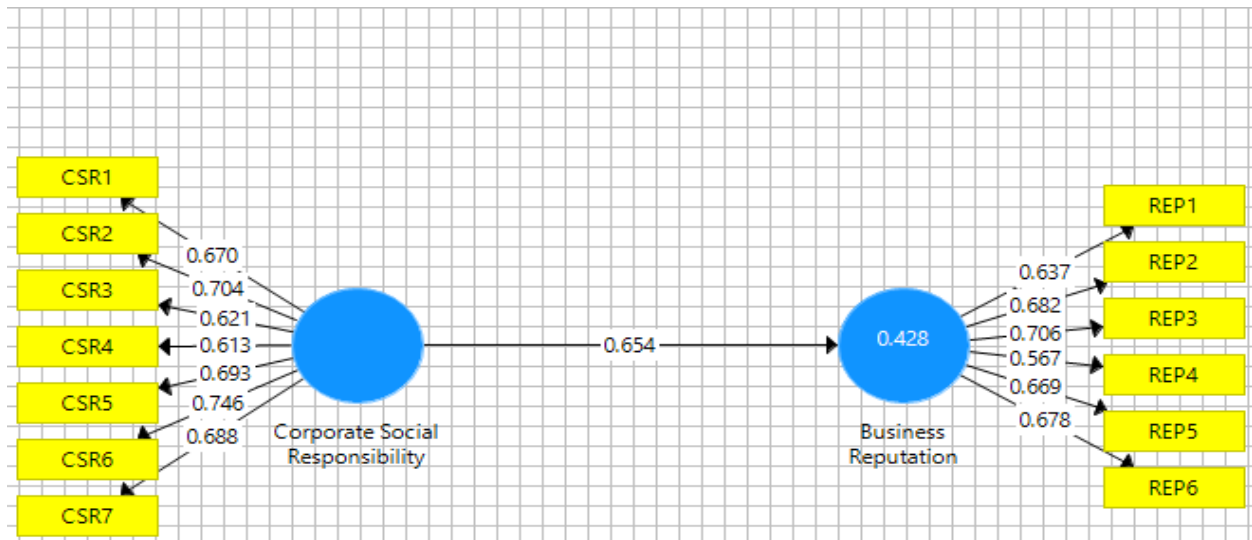 CSR1
CSR2
CSR3
CSR4
CSR5
CSR6
CSR7
0.670
0.704
0.621
0.613
0.693
0.746
0.688
Corporate Social
Responsibility
0.654
0.428
Business
Reputation
0.637
0.682
0.706
0.567
0.669
0.678
REP1
REP2
REP3
REP4
REP5
REP6